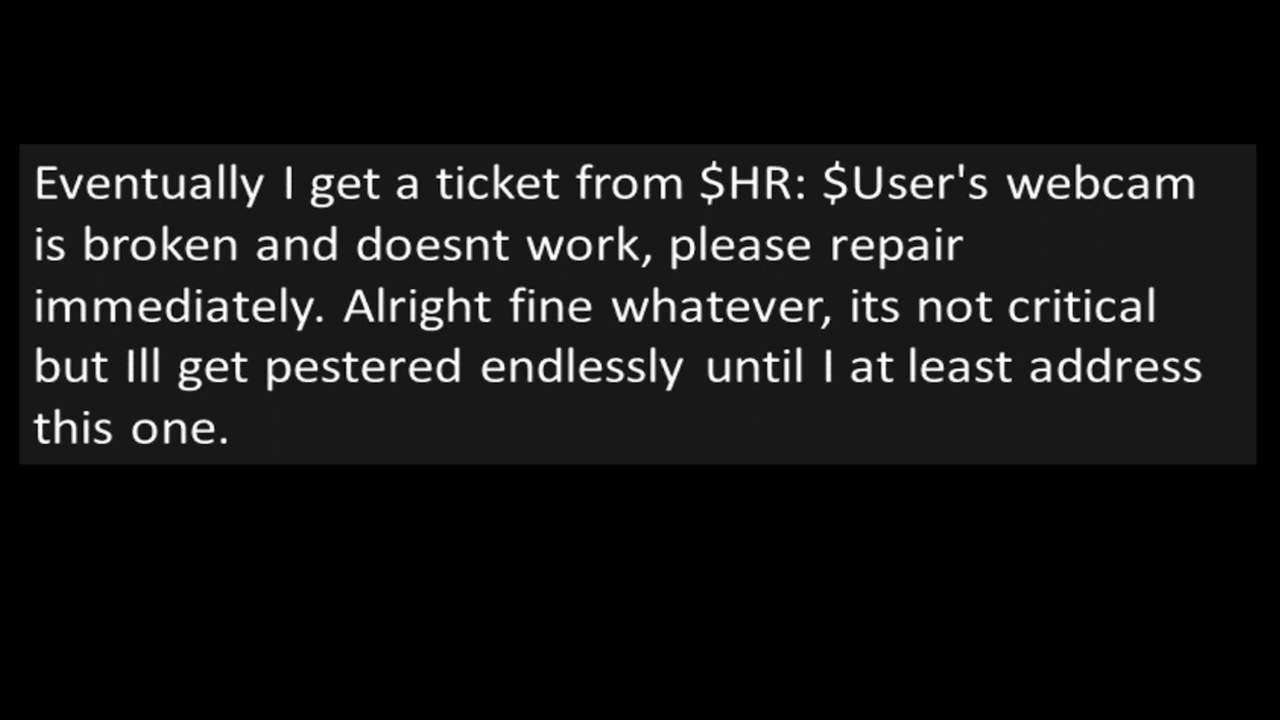 Eventually I get a ticket from $HR: $User's webcam
is broken and doesnt work, please repair
immediately. Alright fine whatever, its not critical
but Ill get pestered endlessly until I at least address
this one.